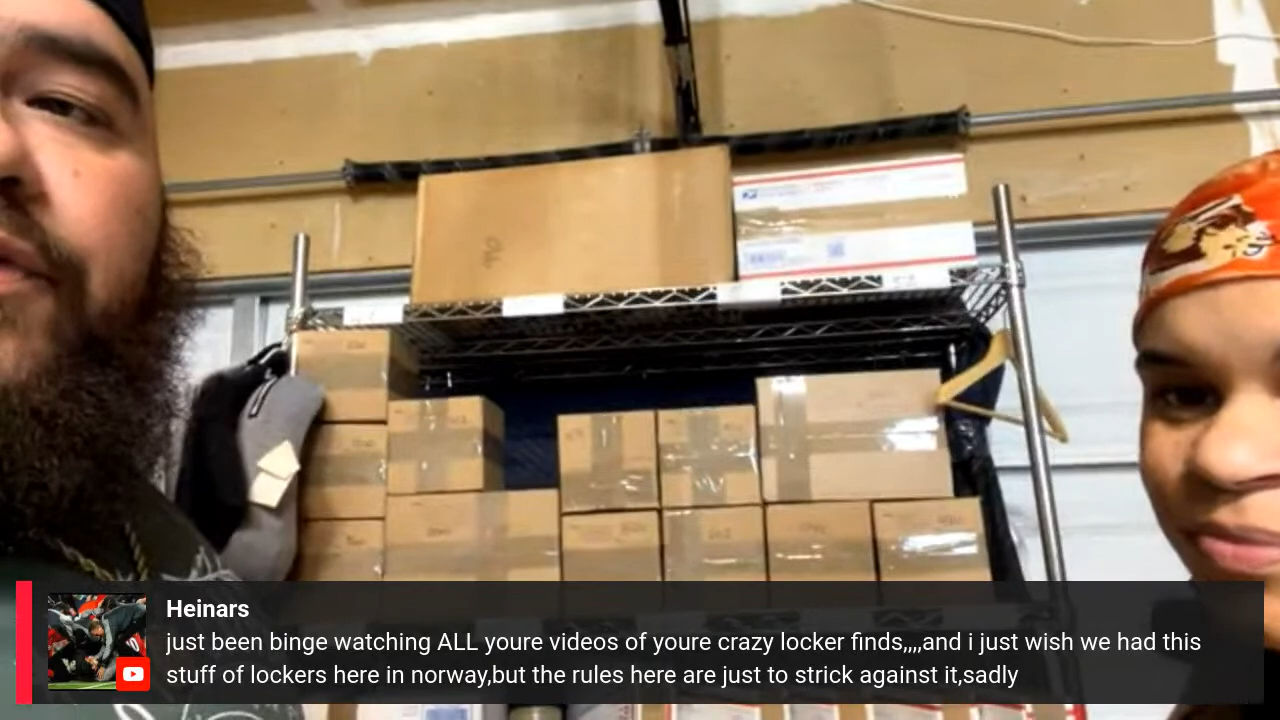 Heinars
just been binge watching ALL youre videos of youre crazy locker finds,,,,and i just wish we had this
stuff of lockers here in norway,but the rules here are just to strick against it,sadly